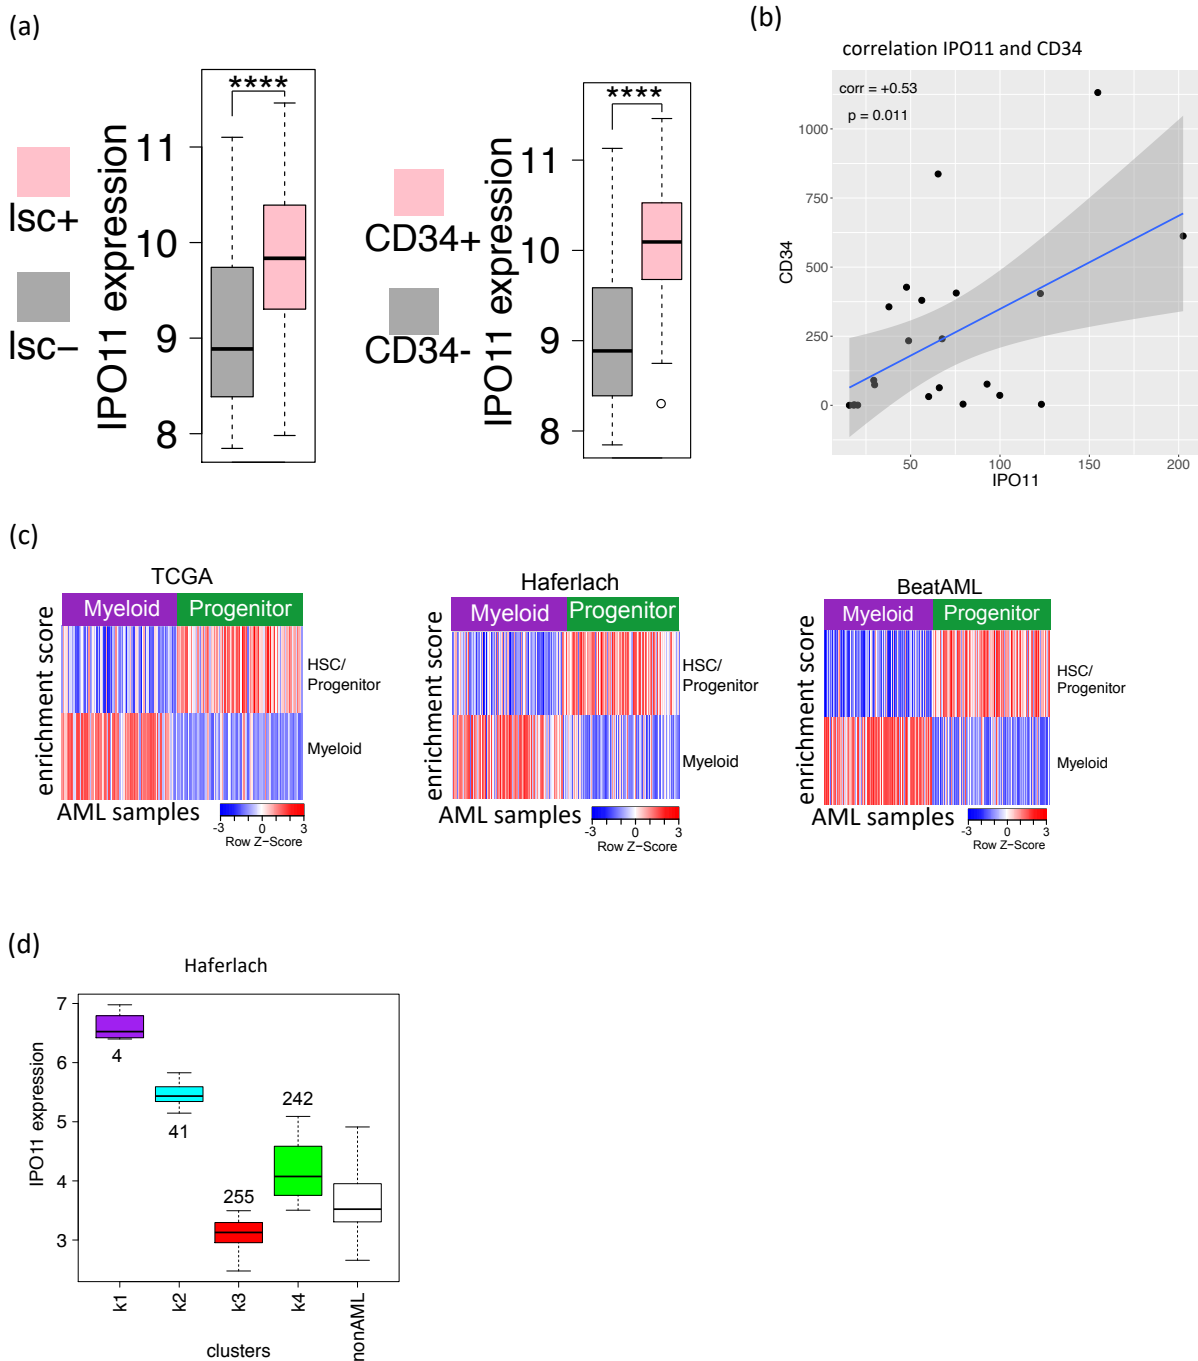 (a)
lsc+
lsc−
IPO11 expression
11
10
9
8
****
CD34+
CD34-
IPO11 expression
11
10
9
8
****
(b)
correlation IPO11 and CD34
corr = +0.53
p = 0.011
CD34
1000
750
500
250
0
50
100
150
200
IPO11
(c)
TCGA
Myeloid
Progenitor
enrichment score
HSC/
Progenitor
Myeloid
AML samples
-3
0
3
Row Z−Score
Haferlach
Myeloid
Progenitor
enrichment score
HSC/
Progenitor
Myeloid
AML samples
-3
0
3
Row Z−Score
BeatAML
Myeloid
Progenitor
enrichment score
HSC/
Progenitor
Myeloid
AML samples
-3
0
3
Row Z−Score
(d)
Haferlach
IPO11 expression
7
6
5
4
3
4
41
255
242
k1
k2
k3
k4
nonAML
clusters